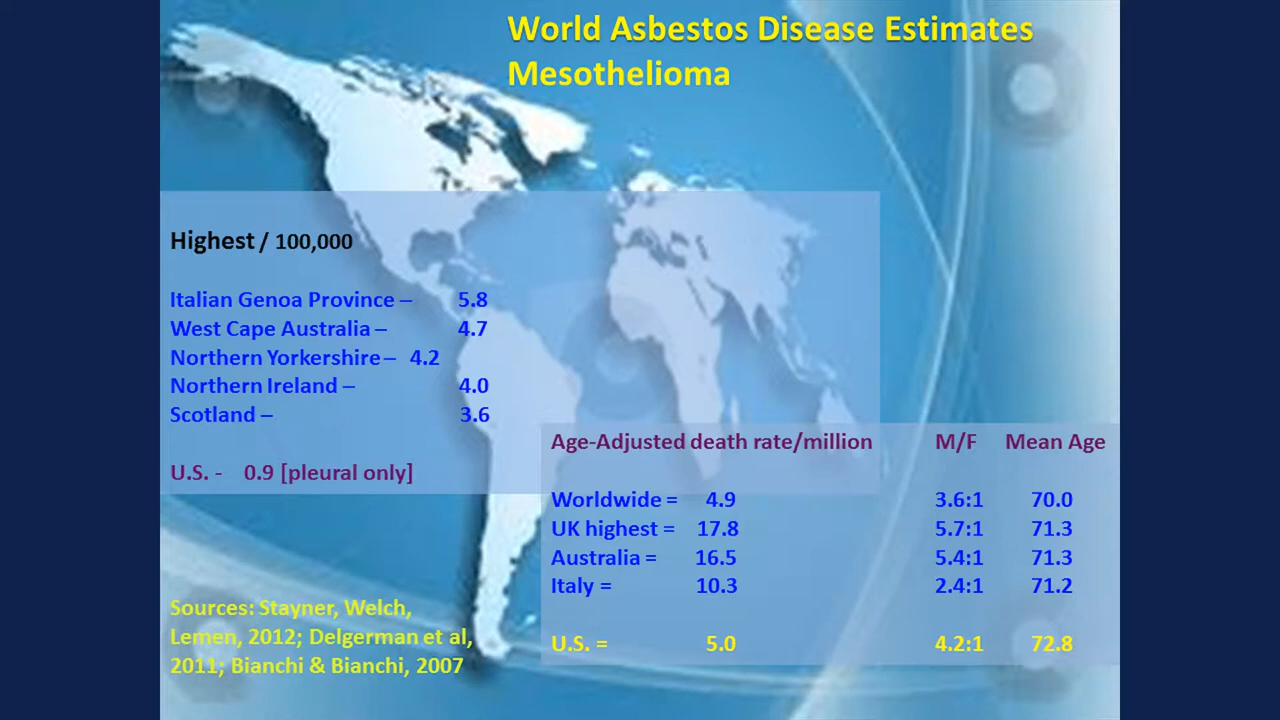 World Asbestos Disease Estimates
Mesothelioma
Highest / 100,000
Italian Genoa Province – 5.8
West Cape Australia – 4.7
Northern Yorkershire – 4.2
Northern Ireland – 4.0
Scotland – 3.6
U.S. - 0.9 [pleural only]
Age-Adjusted death rate/million M/F Mean Age
Worldwide = 4.9 3.6:1 70.0
UK highest = 17.8 5.7:1 71.3
Australia = 16.5 5.4:1 71.3
Italy = 10.3 2.4:1 71.2
U.S. = 5.0 4.2:1 72.8
Sources: Stayner, Welch,
Lemen, 2012; Delgerman et al,
2011; Bianchi & Bianchi, 2007